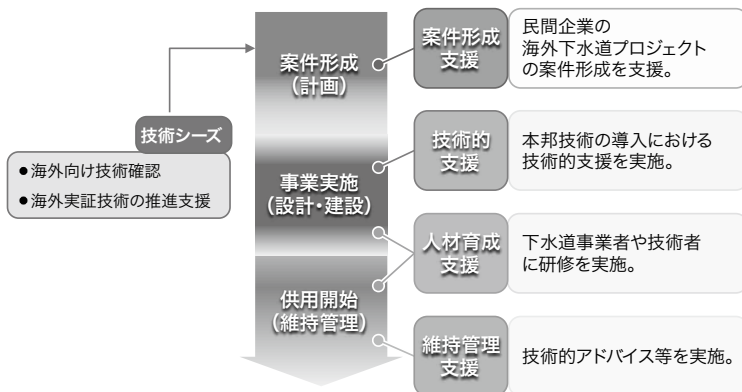 技術シーズ
●海外向け技術確認
●海外実証技術の推進支援
案件形成
(計画)
事業実施
(設計・建設)
供用開始
(維持管理)
案件形成
支援
民間企業の
海外下水道プロジェクト
の案件形成を支援。
技術的
支援
本邦技術の導入における
技術的支援を実施。
人材育成
支援
下水道事業者や技術者
に研修を実施。
維持管理
支援
技術的アドバイス等を実施。